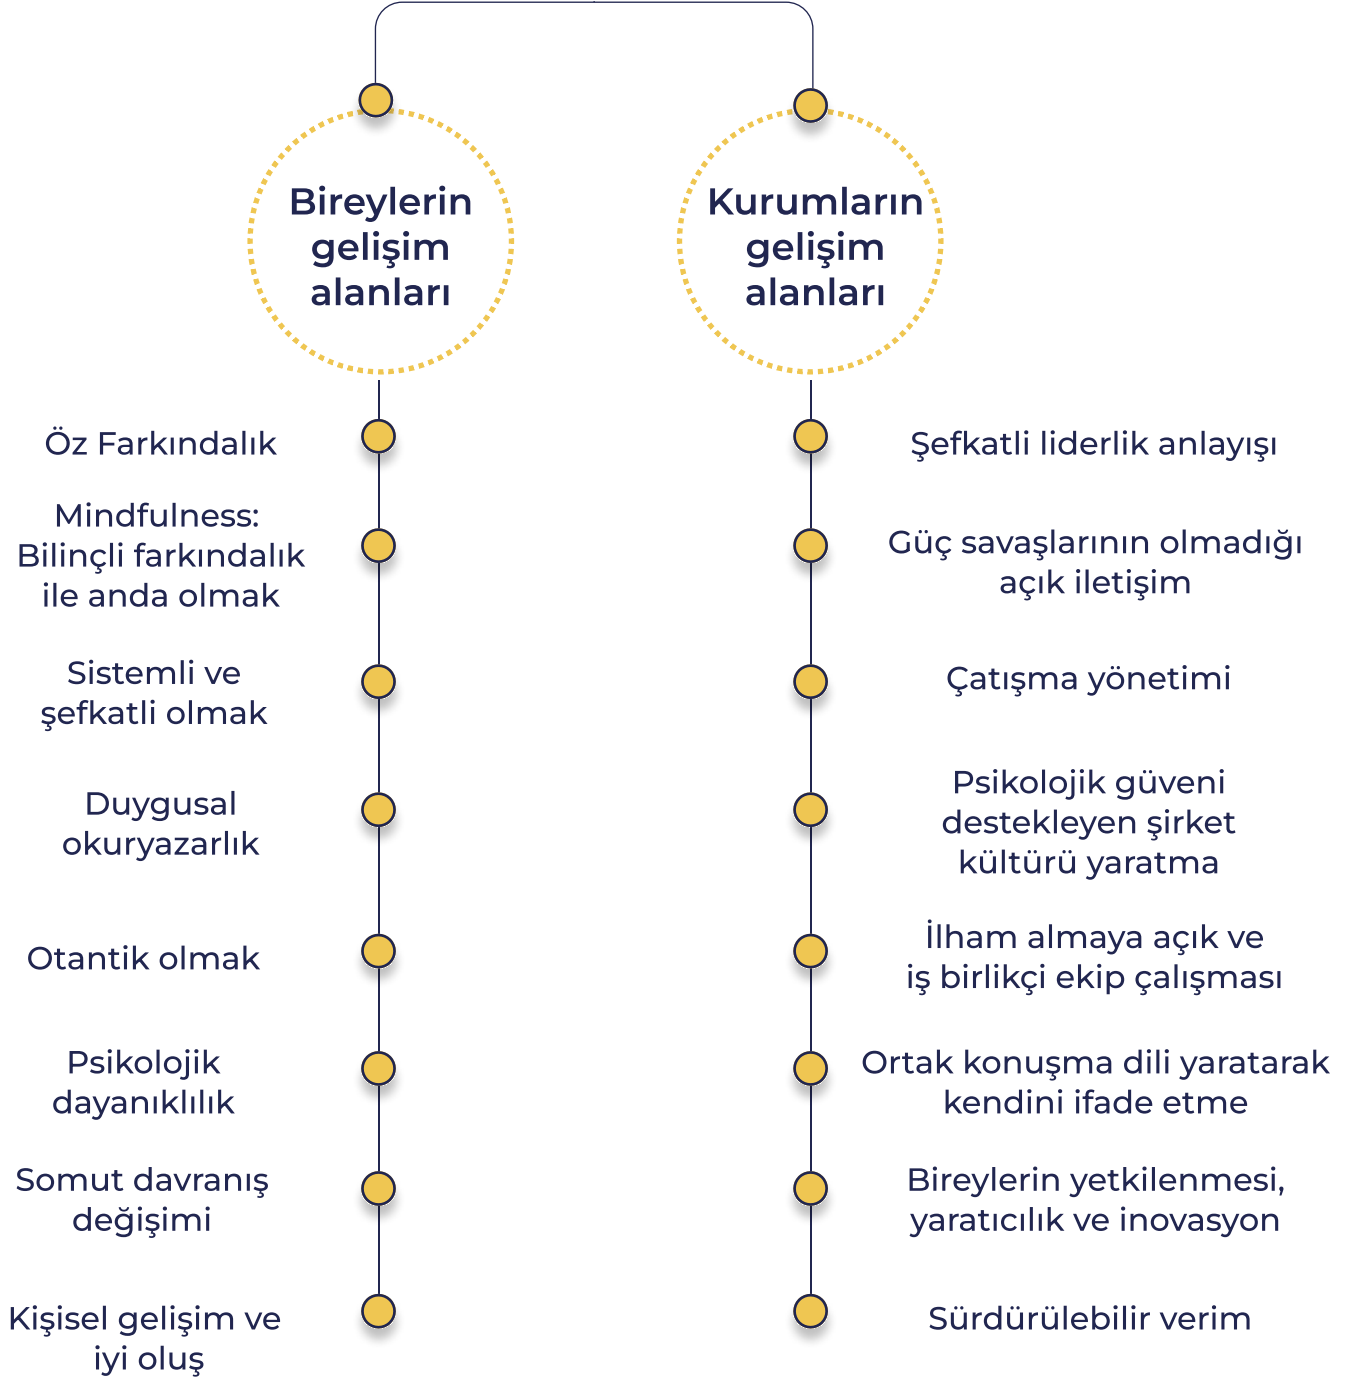 Bireylerin
gelişim
alanları
Öz Farkındalık
Mindfulness:
Bilinçli farkındalık
ile anda olmak
Sistemli ve
şefkatli olmak
Duygusal
okuryazarlık
Otantik olmak
Psikolojik
dayanıklılık
Somut davranış
değişimi
Kişisel gelişim ve
iyi oluş
Kurumların
gelişim
alanları
Şefkatli liderlik anlayışı
Güç savaşlarının olmadığı
açık iletişim
Çatışma yönetimi
Psikolojik güveni
destekleyen şirket
kültürü yaratma
İlham almaya açık ve
iş birlikçi ekip çalışması
Ortak konuşma dili yaratarak
kendini ifade etme
Bireylerin yetkilenmesi,
yaratıcılık ve inovasyon
Sürdürülebilir verim